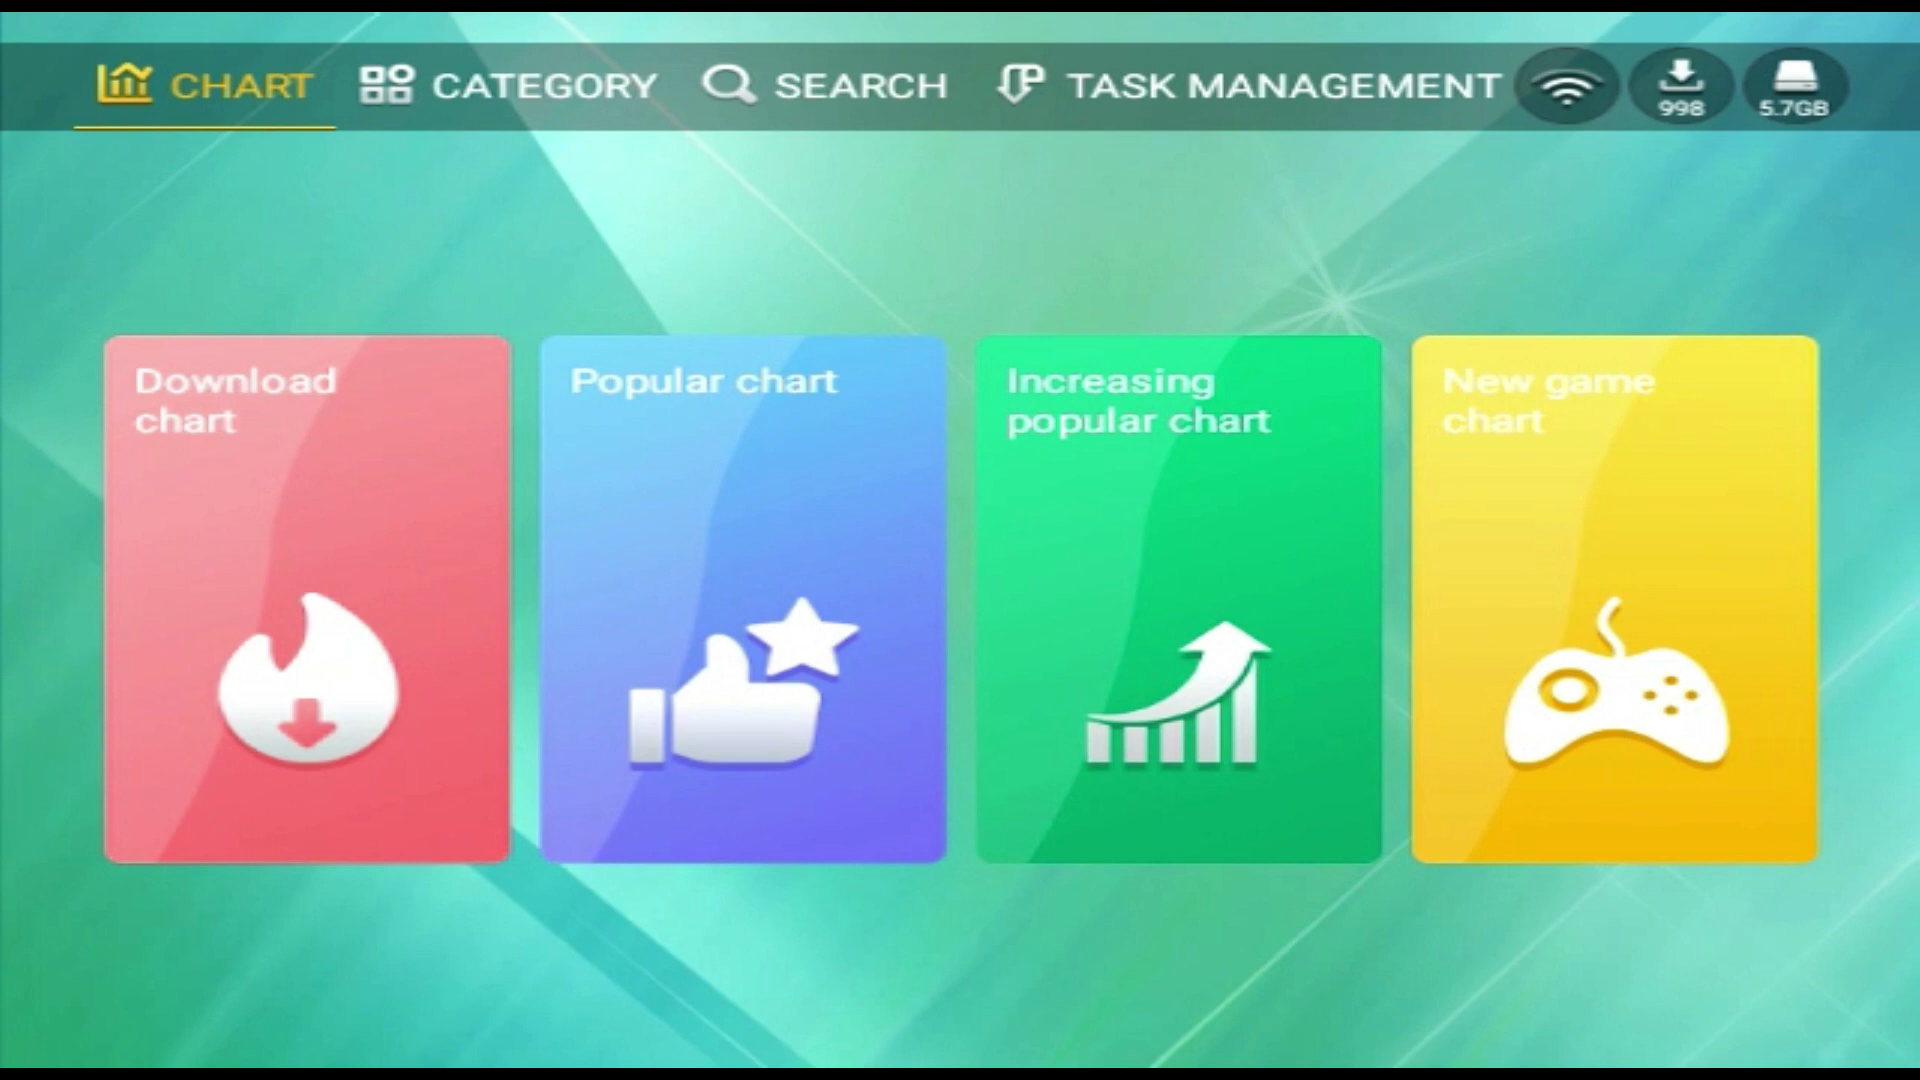 CHART CATEGORY SEARCH TASK MANAGEMENT
998 5.7GB
Download
chart
Popular chart
Increasing
popular chart
New game
chart